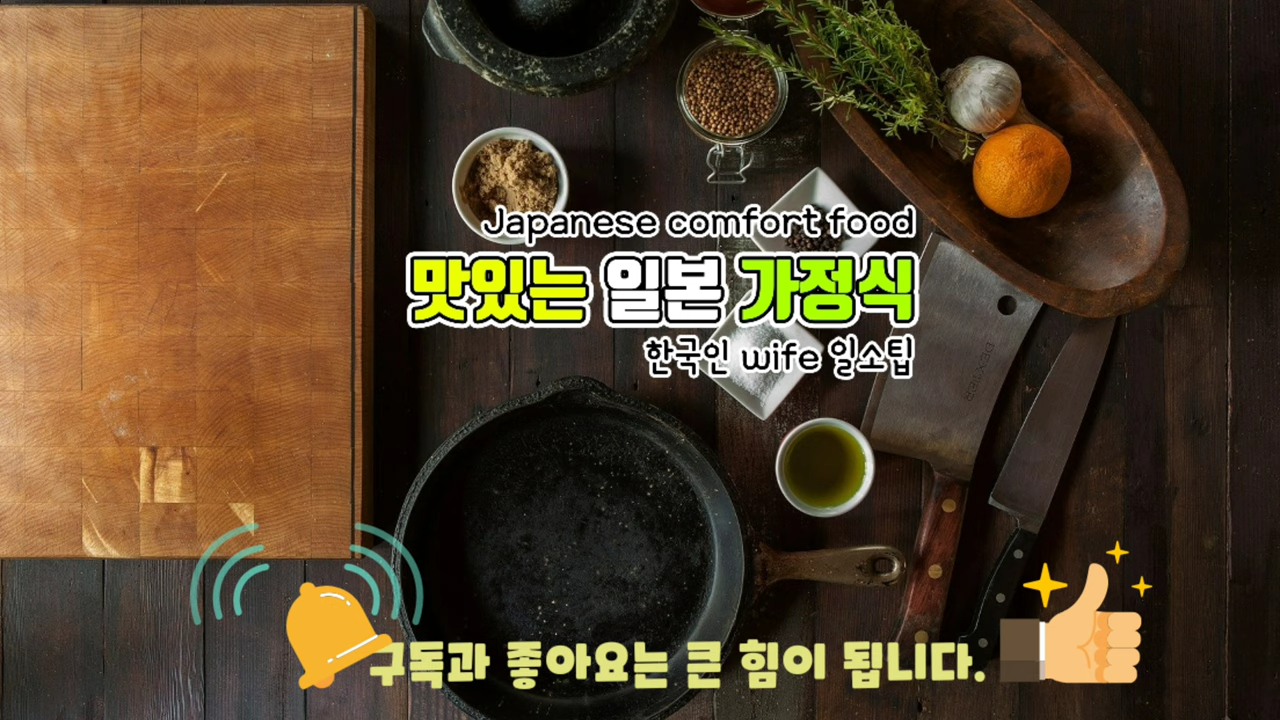 Japanese comfort food
맛있는 일본 가정식
한국인 wife 일소팁
구독과 좋아요는 큰 힘이 됩니다.